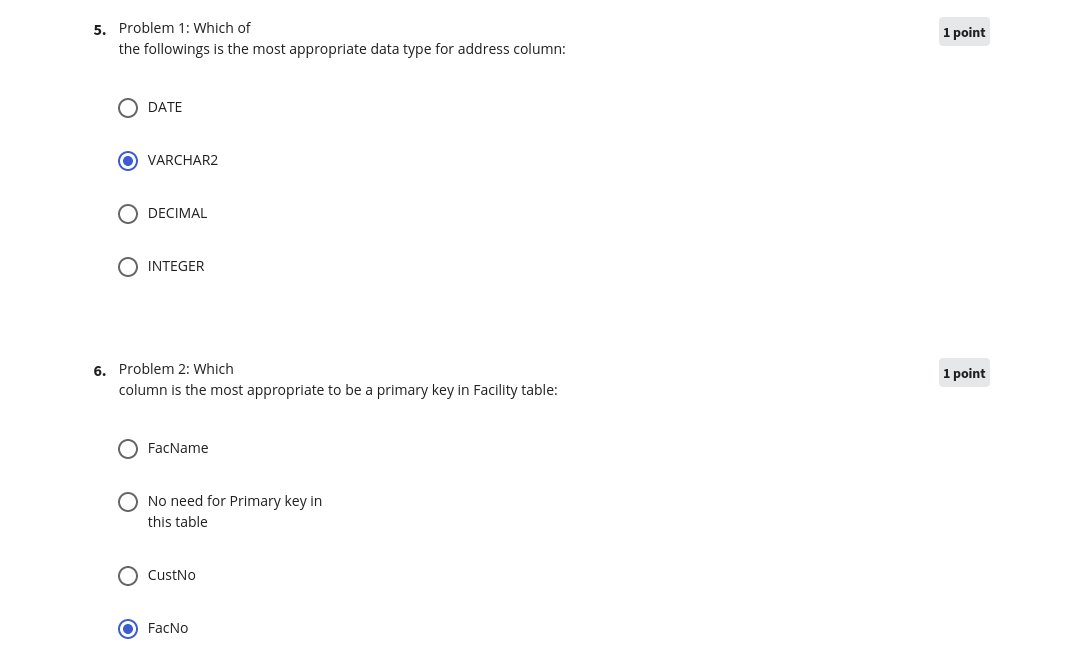 5. Problem 1: Which of
the followings is the most appropriate data type for address column:
1 point
DATE
VARCHAR2
DECIMAL
INTEGER
6. Problem 2: Which
column is the most appropriate to be a primary key in Facility table:
1 point
FacName
No need for Primary key in
this table
CustNo
FacNo